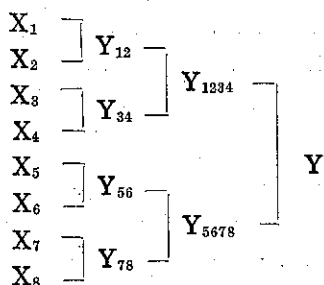 X₁
X₂
Y₁₂
X₃
X₄
Y₃₄
Y₁₂₃₄
X₅
X₆
Y₅₆
X₇
X₈
Y₇₈
Y₅₆₇₈
Y